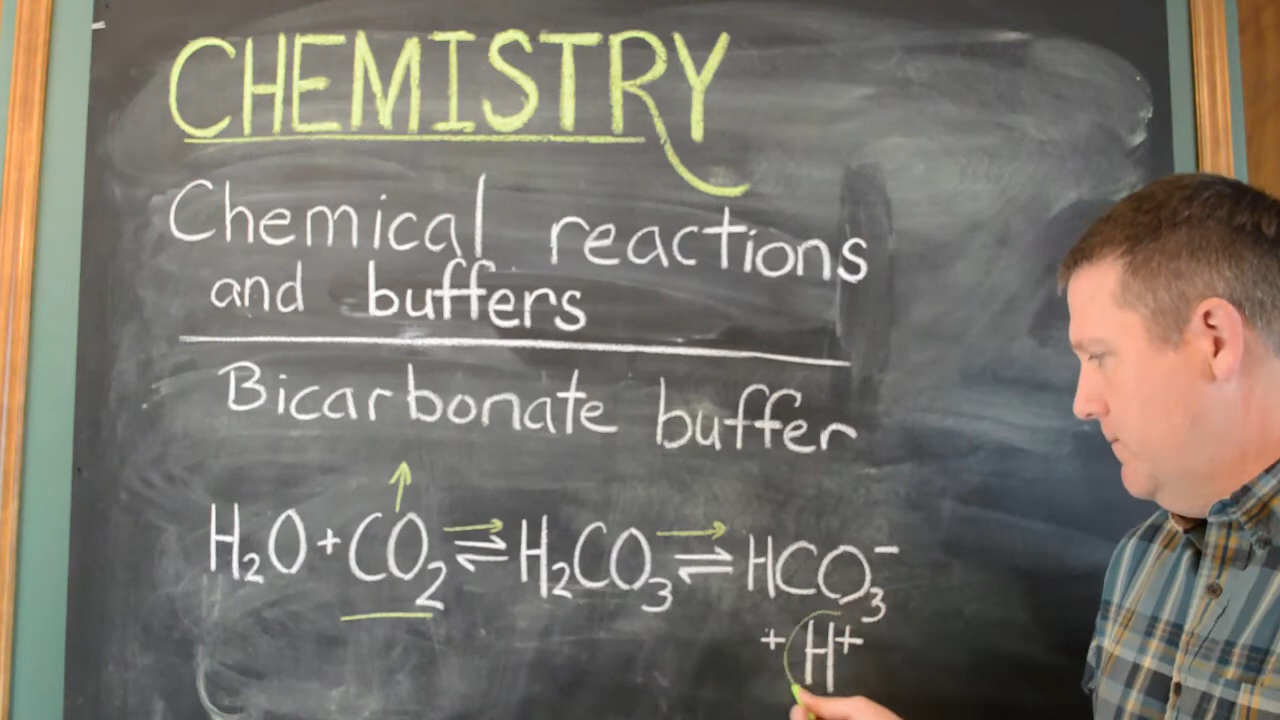 CHEMISTRY
Chemical reactions
and buffers
Bicarbonate buffer
H₂O + CO₂ ⇌ H₂CO₃ ⇌ HCO₃⁻
+ H⁺